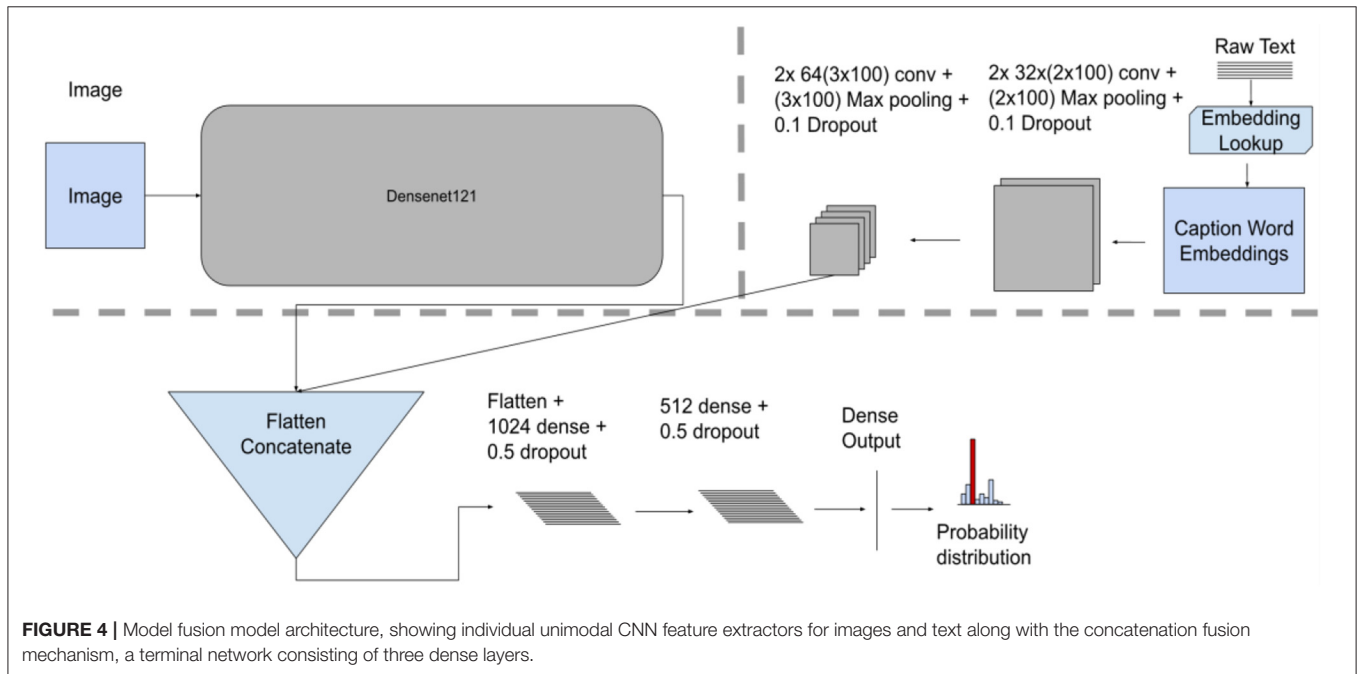 Image
Image
Densenet121
2x 64(3x100) conv +
(3x100) Max pooling +
0.1 Dropout
2x 32x(2x100) conv +
(2x100) Max pooling +
0.1 Dropout
Raw Text
Embedding
Lookup
Caption Word
Embeddings
Flatten
Concatenate
Flatten +
1024 dense +
0.5 dropout
512 dense +
0.5 dropout
Dense
Output
Probability
distribution
FIGURE 4 | Model fusion model architecture, showing individual unimodal CNN feature extractors for images and text along with the concatenation fusion
mechanism, a terminal network consisting of three dense layers.